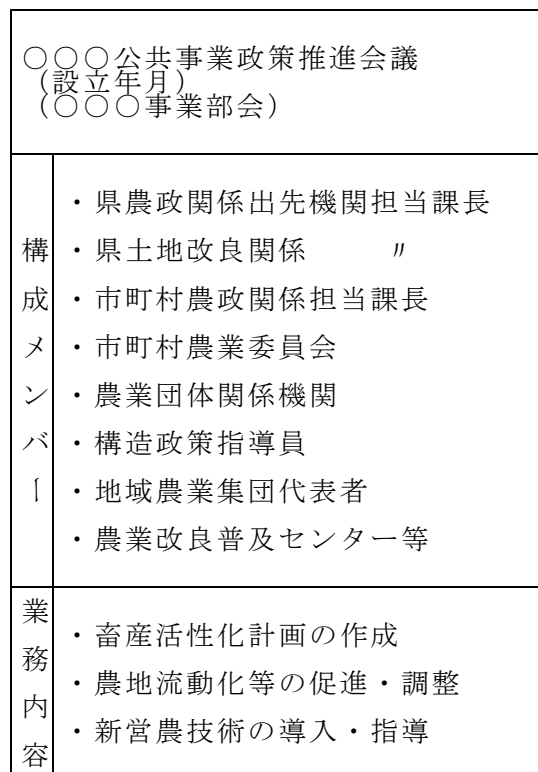 ○○○公共事業政策推進会議
(設立年月)
(○○○事業部会)
構成メンバー
・県農政関係出先機関担当課長
・県土地改良関係　　〃
・市町村農政関係担当課長
・市町村農業委員会
・農業団体関係機関
・構造政策指導員
・地域農業集団代表者
・農業改良普及センター等
業務内容
・畜産活性化計画の作成
・農地流動化等の促進・調整
・新営農技術の導入・指導